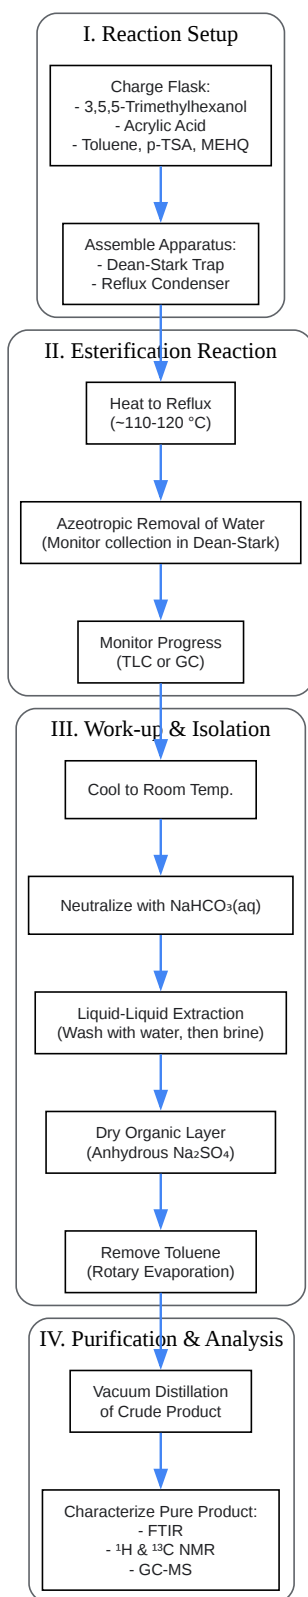 I. Reaction Setup
Charge Flask:
- 3,5,5-Trimethylhexanol
- Acrylic Acid
- Toluene, p-TSA, MEHQ
Assemble Apparatus:
- Dean-Stark Trap
- Reflux Condenser
II. Esterification Reaction
Heat to Reflux
(~110-120 °C)
Azeotropic Removal of Water
(Monitor collection in Dean-Stark)
Monitor Progress
(TLC or GC)
III. Work-up & Isolation
Cool to Room Temp.
Neutralize with NaHCO₃(aq)
Liquid-Liquid Extraction
(Wash with water, then brine)
Dry Organic Layer
(Anhydrous Na₂SO₄)
Remove Toluene
(Rotary Evaporation)
IV. Purification & Analysis
Vacuum Distillation
of Crude Product
Characterize Pure Product:
- FTIR
- ¹H & ¹³C NMR
- GC-MS